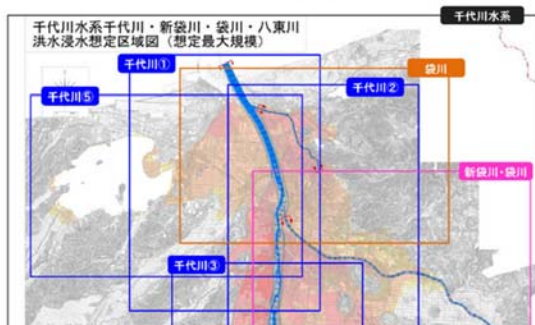 千代川水系
千代川水系千代川・新袋川・袋川・八東川
洪水浸水想定区域図（想定最大規模）
千代川①
袋川
千代川⑤
千代川②
新袋川・袋川
千代川③